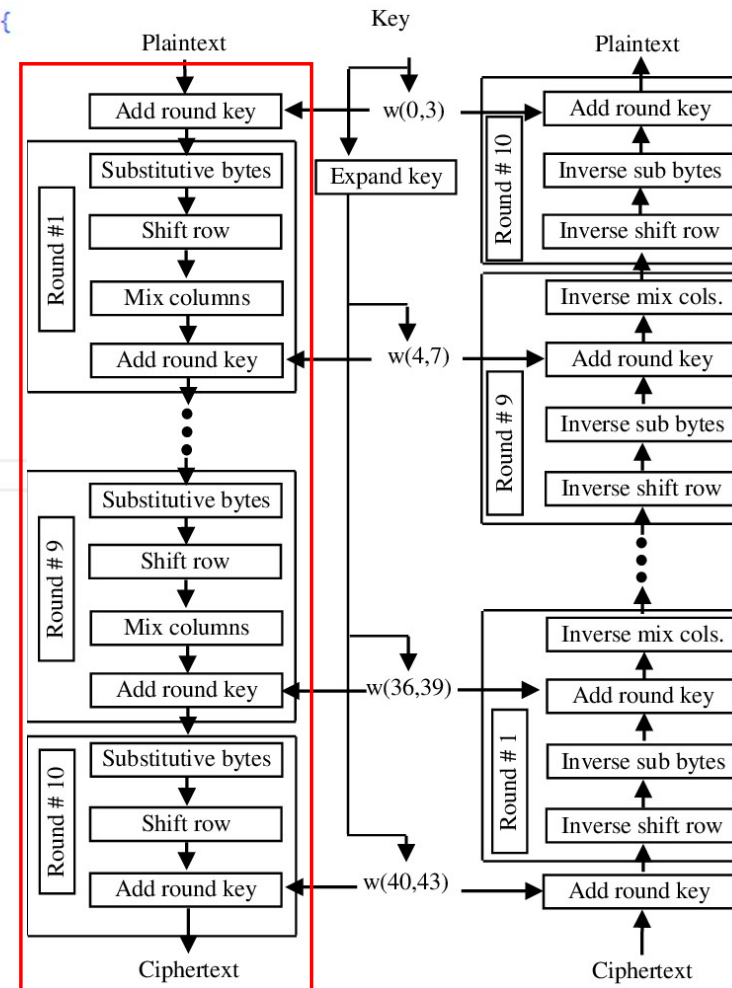 {
Plaintext
Add round key
Round #1
Substitutive bytes
Shift row
Mix columns
Add round key
Round # 9
Substitutive bytes
Shift row
Mix columns
Add round key
Round # 10
Substitutive bytes
Shift row
Add round key
Ciphertext
Key
w(0,3)
Expand key
w(4,7)
w(36,39)
w(40,43)
Plaintext
Add round key
Round # 10
Inverse sub bytes
Inverse shift row
Inverse mix cols.
Add round key
Round # 9
Inverse sub bytes
Inverse shift row
Inverse mix cols.
Add round key
Round # 1
Inverse sub bytes
Inverse shift row
Add round key
Ciphertext